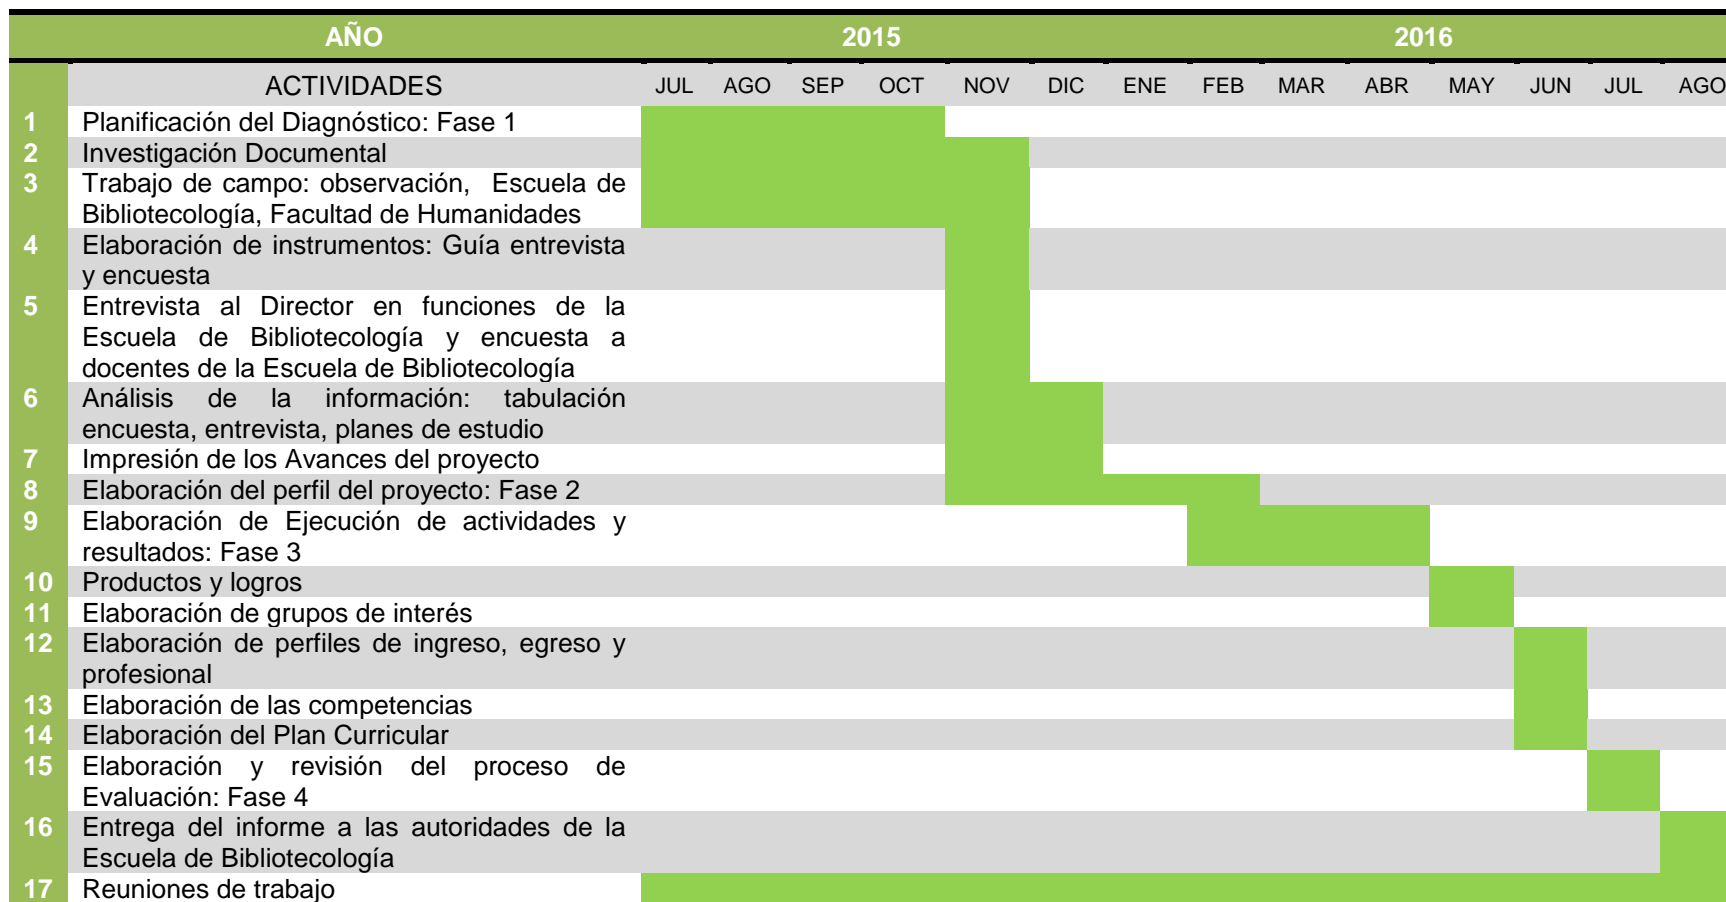 AÑO 2015 2016
ACTIVIDADES JUL AGO SEP OCT NOV DIC ENE FEB MAR ABR MAY JUN JUL AGO
1 Planificación del Diagnóstico: Fase 1
2 Investigación Documental
3 Trabajo de campo: observación, Escuela de
Bibliotecología, Facultad de Humanidades
4 Elaboración de instrumentos: Guía entrevista
y encuesta
5 Entrevista al Director en funciones de la
Escuela de Bibliotecología y encuesta a
docentes de la Escuela de Bibliotecología
6 Análisis de la información: tabulación
encuesta, entrevista, planes de estudio
7 Impresión de los Avances del proyecto
8 Elaboración del perfil del proyecto: Fase 2
9 Elaboración de Ejecución de actividades y
resultados: Fase 3
10 Productos y logros
11 Elaboración de grupos de interés
12 Elaboración de perfiles de ingreso, egreso y
profesional
13 Elaboración de las competencias
14 Elaboración del Plan Curricular
15 Elaboración y revisión del proceso de
Evaluación: Fase 4
16 Entrega del informe a las autoridades de la
Escuela de Bibliotecología
17 Reuniones de trabajo